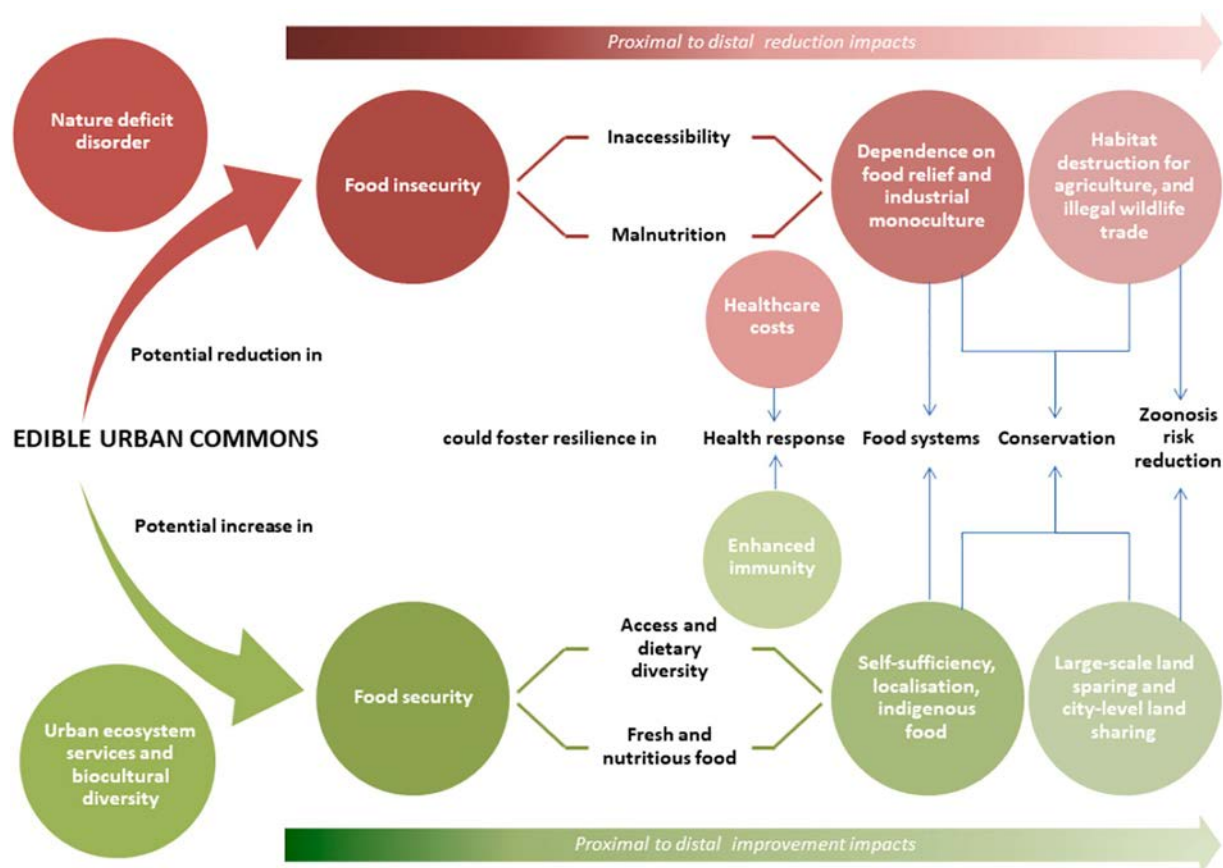 Proximal to distal reduction impacts
Nature deficit
disorder
Food insecurity
Inaccessibility
Malnutrition
Dependence on
food relief and
industrial
monoculture
Habitat
destruction for
agriculture, and
illegal wildlife
trade
Healthcare
costs
Potential reduction in
EDIBLE URBAN COMMONS
could foster resilience in
Health response
Food systems
Conservation
Zoonosis
risk
reduction
Potential increase in
Enhanced
immunity
Food security
Access and
dietary
diversity
Fresh and
nutritious food
Self-sufficiency,
localisation,
indigenous
food
Large-scale land
sparing and
city-level land
sharing
Urban ecosystem
services and
biocultural
diversity
Proximal to distal improvement impacts